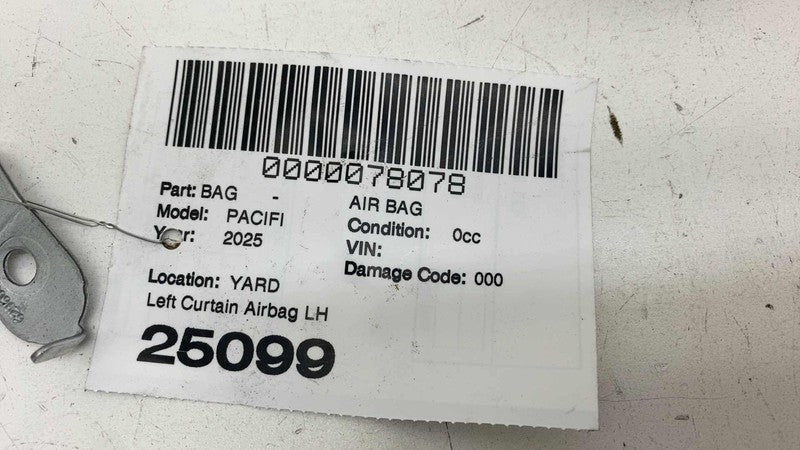 0000078078
Part: BAG - AIR BAG
Model: PACIFI Condition: 0cc
Year: 2025 VIN:
Damage Code: 000
Location: YARD
Left Curtain Airbag LH
25099